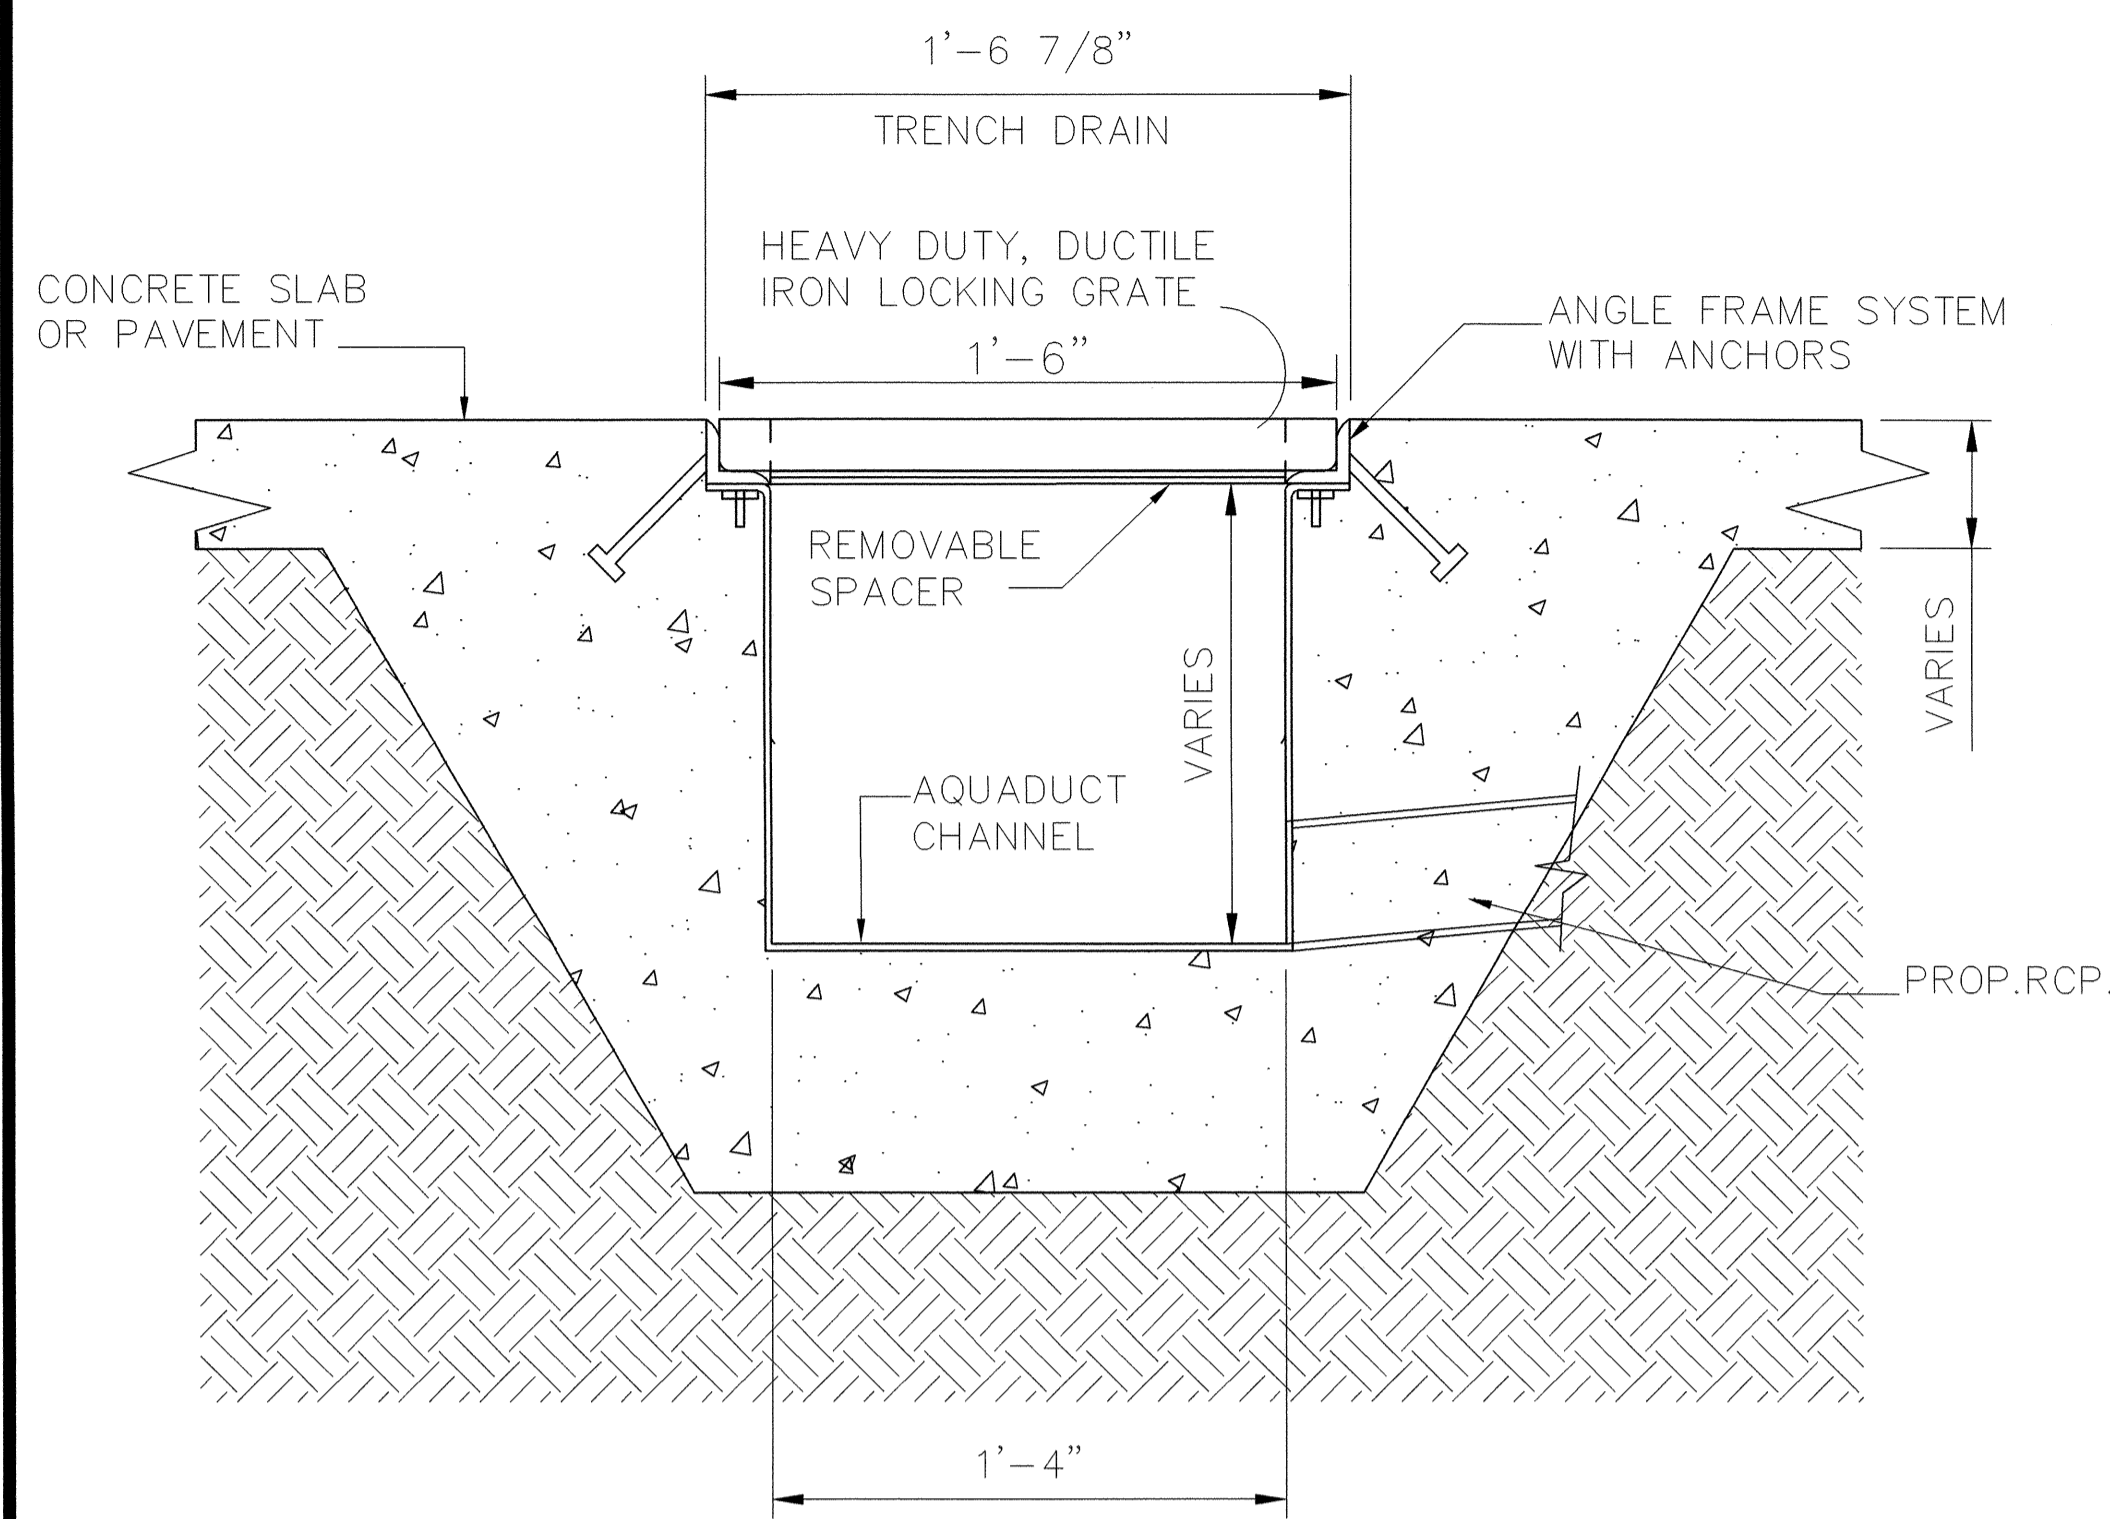 1'-6 7/8"
TRENCH DRAIN
HEAVY DUTY, DUCTILE
IRON LOCKING GRATE
1'-6"
CONCRETE SLAB
OR PAVEMENT
ANGLE FRAME SYSTEM
WITH ANCHORS
REMOVABLE
SPACER
VARIES
VARIES
AQUADUCT
CHANNEL
PROP.RCP.
1'-4"